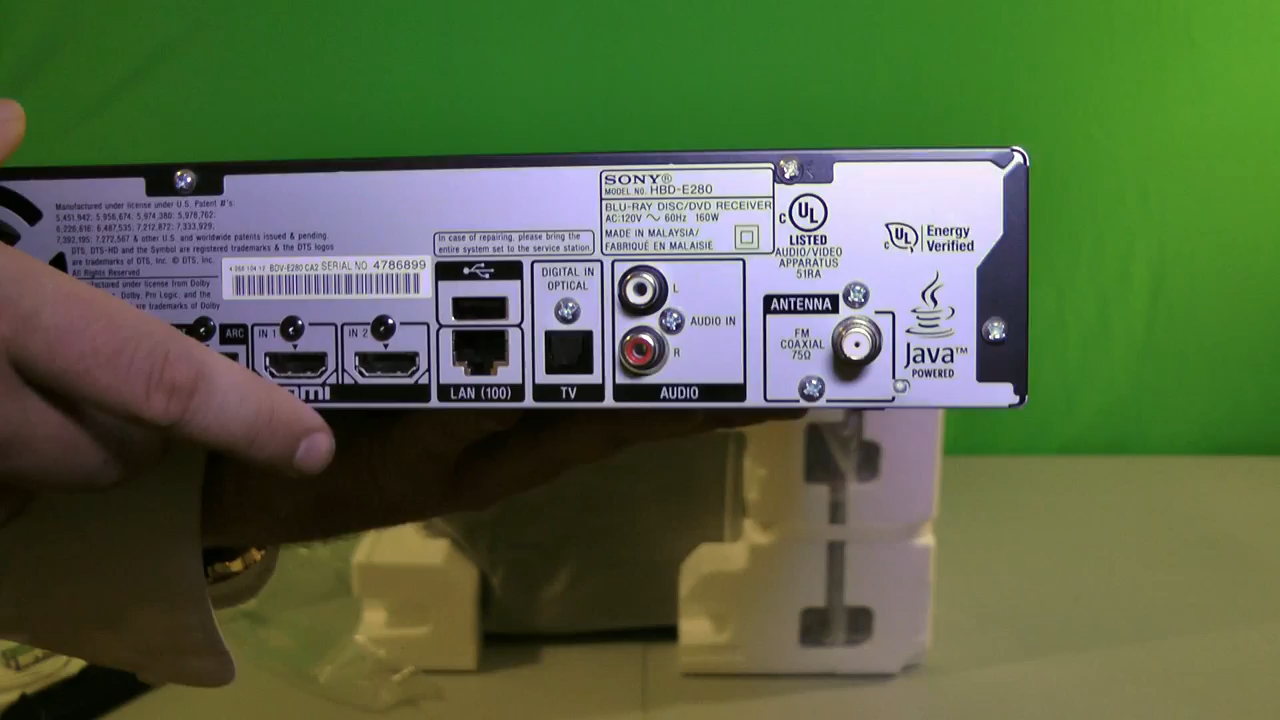 Manufactured under license under U.S. Patent #'s:
5,451,942; 5,956,674; 5,974,380; 5,978,762;
6,226,616; 6,487,535; 7,212,872; 7,333,929;
7,392,195; 7,272,567 & other U.S. and worldwide patents issued & pending.
DTS, DTS-HD and the Symbol are registered trademarks & the DTS logos
are trademarks of DTS, Inc. © DTS, Inc.
All Rights Reserved
under license from Dolby
Dolby, Pro Logic, and the
are trademarks of Dolby
BDV-E280 CA2 SERIAL NO. 4786899
In case of repairing, please bring the
entire system set to the service station.
SONY®
MODEL NO. HBD-E280
BLU-RAY DISC/DVD RECEIVER
AC:120V ~ 60Hz 160W
MADE IN MALAYSIA/
FABRIQUÉ EN MALAISIE
C UL
LISTED
AUDIO/VIDEO
APPARATUS
51RA
C UL Energy
Verified
ARC
IN 1
IN 2
LAN (100)
DIGITAL IN
OPTICAL
TV
L
AUDIO IN
R
AUDIO
ANTENNA
FM
COAXIAL
75Ω
Java™
POWERED